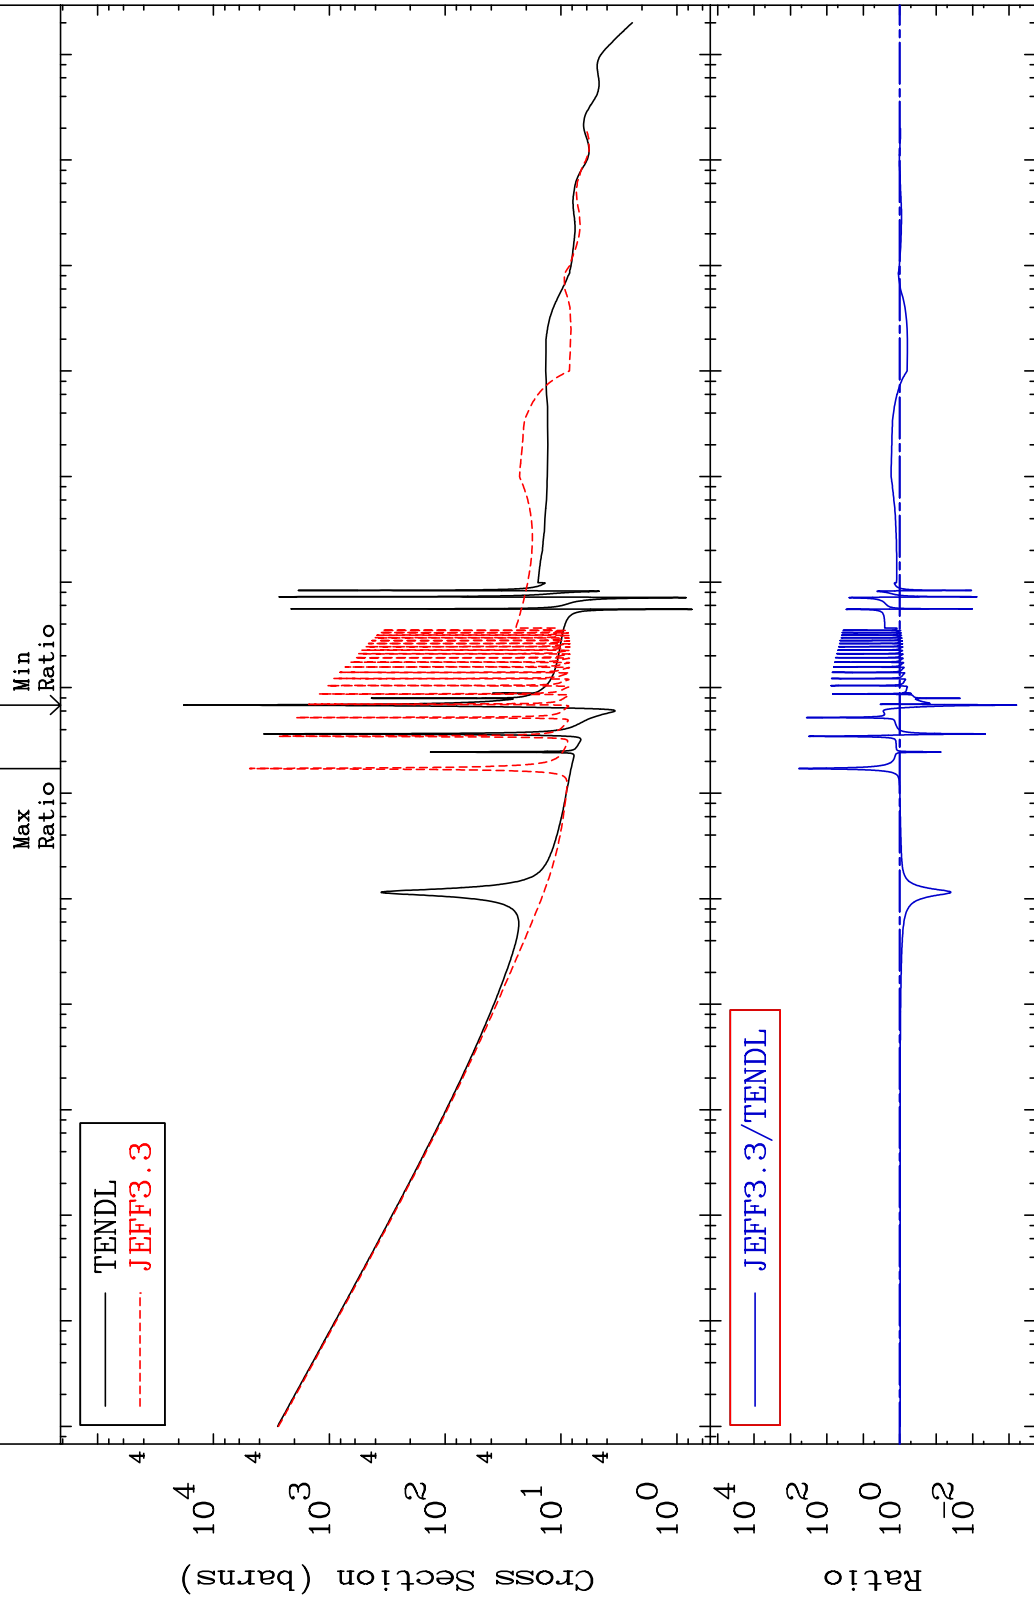 Max
Ratio
Min
Ratio
TENDL
JEFF3.3
4
10^4
4
10^3
4
10^2
4
10^1
4
10^0
Cross Section (barns)
JEFF3.3/TENDL
10^4
10^2
10^0
10^-2
Ratio